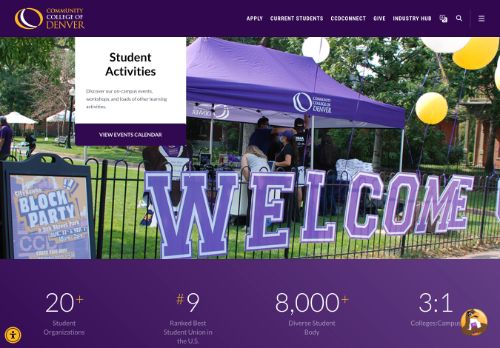 COMMUNITY
COLLEGE OF
DENVER
APPLY CURRENT STUDENTS CCDCONNECT GIVE INDUSTRY HUB
Student
Activities
Discover our on-campus events,
workshops, and loads of other learning
activities.
VIEW EVENTS CALENDAR
COMMUNITY
COLLEGE OF
DENVER
WELCOME
BLOCK
PARTY
CCD
20+
Student
Organizations
#9
Ranked Best
Student Union in
the U.S.
8,000+
Diverse Student
Body
3:1
Colleges/Campus